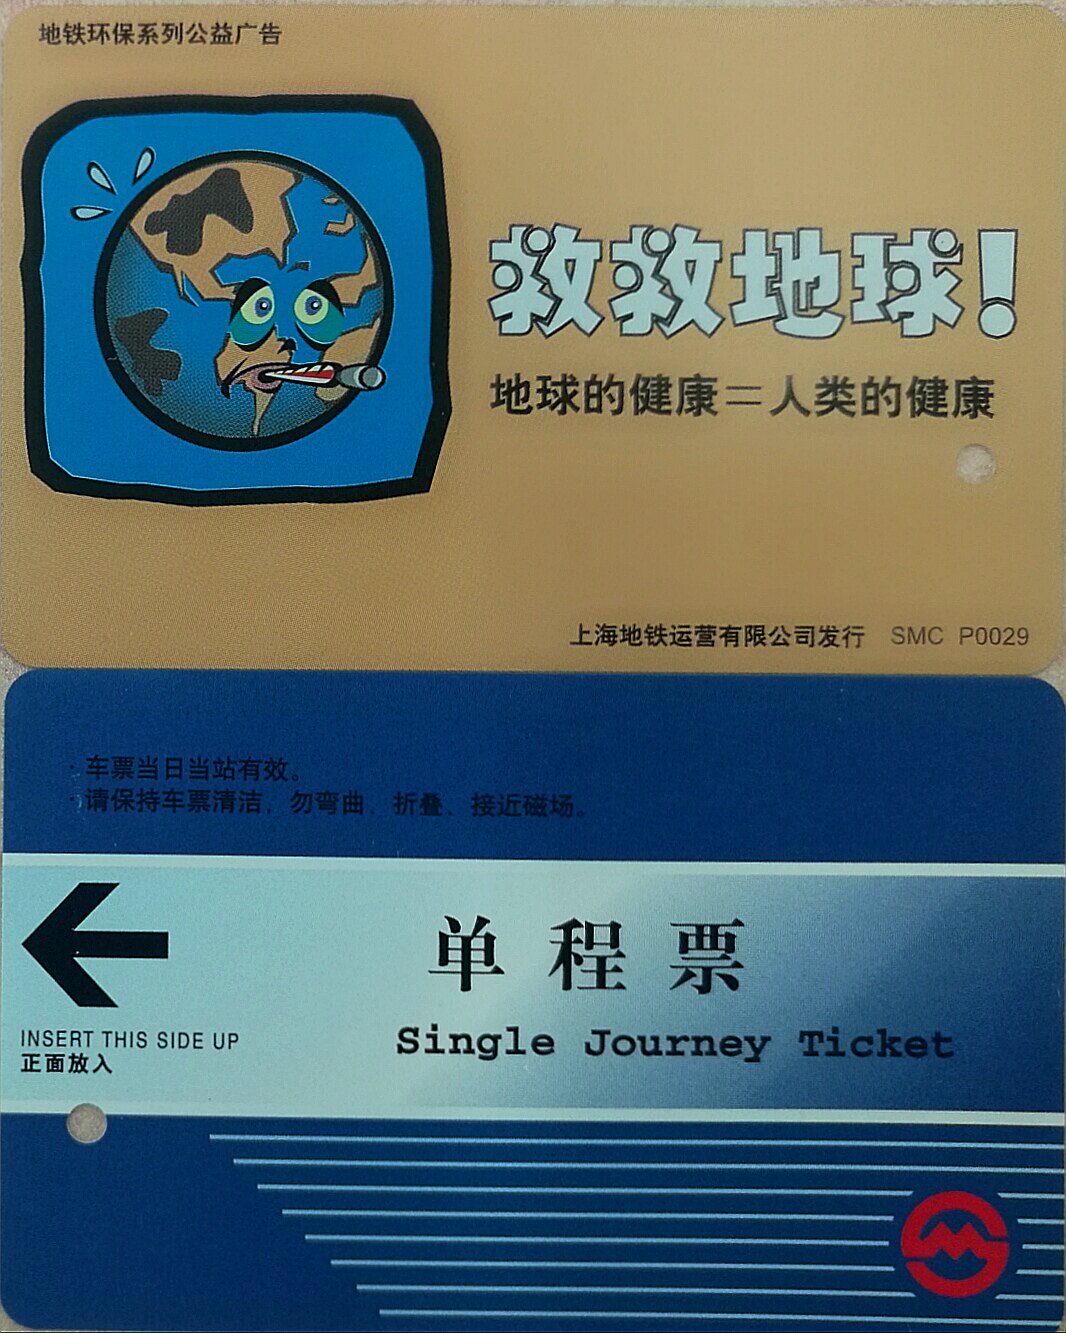 地铁环保系列公益广告
救救地球!
地球的健康=人类的健康
上海地铁运营有限公司发行 SMC P0029
·车票当日当站有效。
·请保持车票清洁、勿弯曲、折叠、接近磁场。
单程票
Single Journey Ticket
INSERT THIS SIDE UP
正面放入